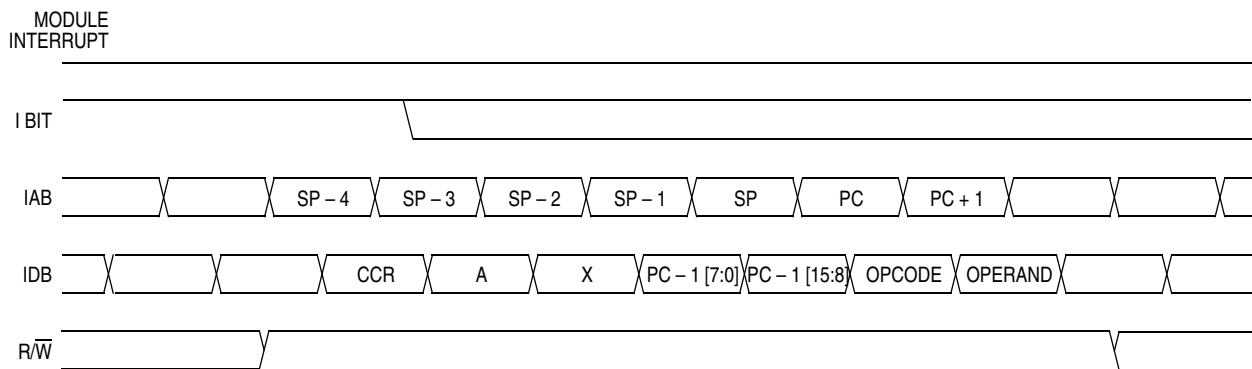 MODULE
INTERRUPT
I BIT
IAB SP – 4 SP – 3 SP – 2 SP – 1 SP PC PC + 1
IDB CCR A X PC – 1 [7:0] PC – 1 [15:8] OPCODE OPERAND
R/W̅